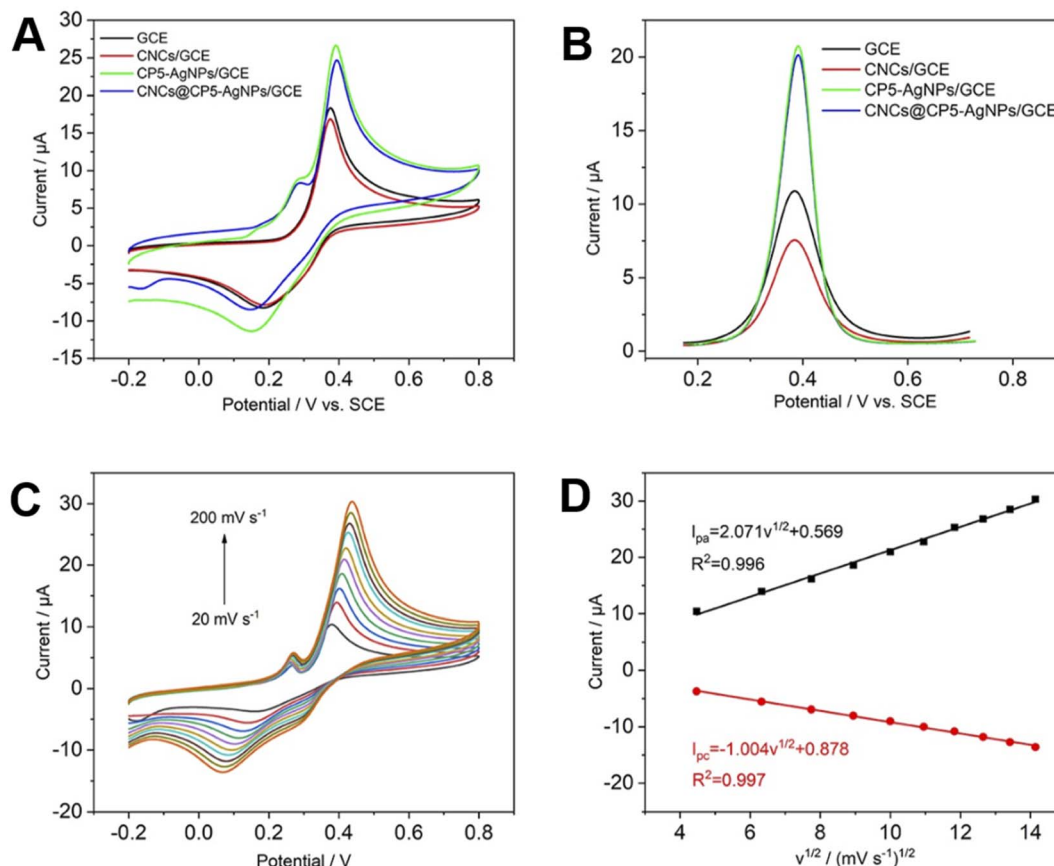 A
30
25
20
15
10
5
0
-5
-10
-15
Current / µA
GCE
CNCs/GCE
CP5-AgNPs/GCE
CNCs@CP5-AgNPs/GCE
-0.2 0.0 0.2 0.4 0.6 0.8
Potential / V vs. SCE
B
20
15
10
5
0
Current / µA
GCE
CNCs/GCE
CP5-AgNPs/GCE
CNCs@CP5-AgNPs/GCE
0.2 0.4 0.6 0.8
Potential / V vs. SCE
C
30
20
10
0
-10
-20
Current / µA
200 mV s⁻¹
20 mV s⁻¹
-0.2 0.0 0.2 0.4 0.6 0.8
Potential / V
D
30
20
10
0
-10
-20
Current / µA
Ipa=2.071v^1/2+0.569
R²=0.996
Ipc=-1.004v^1/2+0.878
R²=0.997
4 6 8 10 12 14
v^1/2 / (mV s⁻¹)^1/2